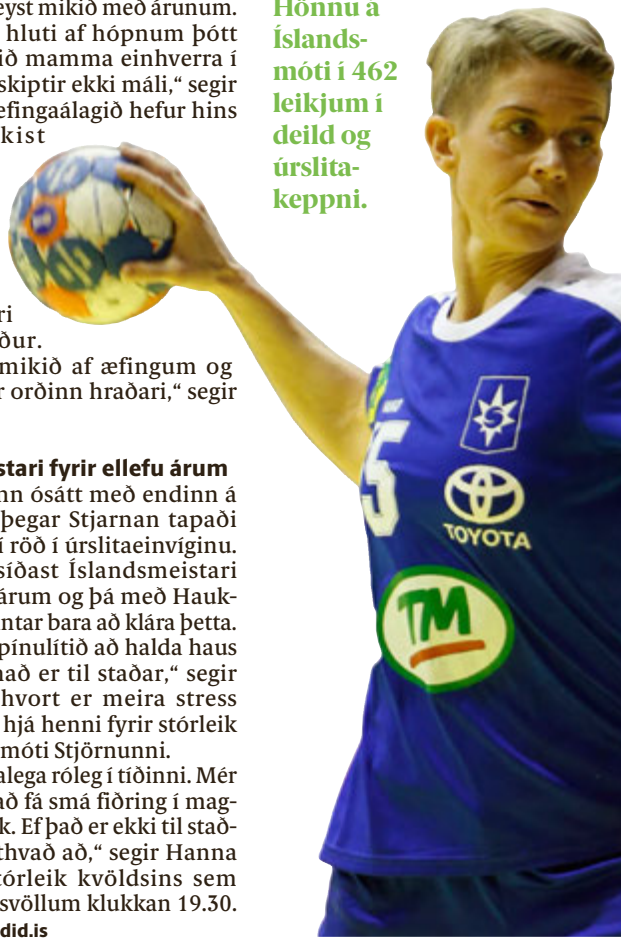 eyst mikið með árunum.
hluti af hópnum þótt
ið mamma einhverra í
skiptir ekki máli,“ segir
efingaálagið hefur hins
kist
ri
ður.
mikið af æfingum og
r orðinn hraðari,“ segir
stari fyrir ellefu árum
nn ósátt með endinn á
þegar Stjarnan tapaði
í röð í úrslitaeinvíginu.
síðast Íslandsmeistari
árum og þá með Hauk-
ntar bara að klára þetta.
pínulítið að halda haus
nað er til staðar,“ segir
hvort er meira stress
hjá henni fyrir stórleik
móti Stjörnunni.
alega róleg í tíðinni. Mér
að fá smá fiðring í mag-
k. Ef það er ekki til stað-
thvað að,“ segir Hanna
tórleik kvöldsins sem
svöllum klukkan 19.30.
did.is
Hönnu á
Íslands-
móti í 462
leikjum í
deild og
úrslita-
keppni.
5
TOYOTA
TM